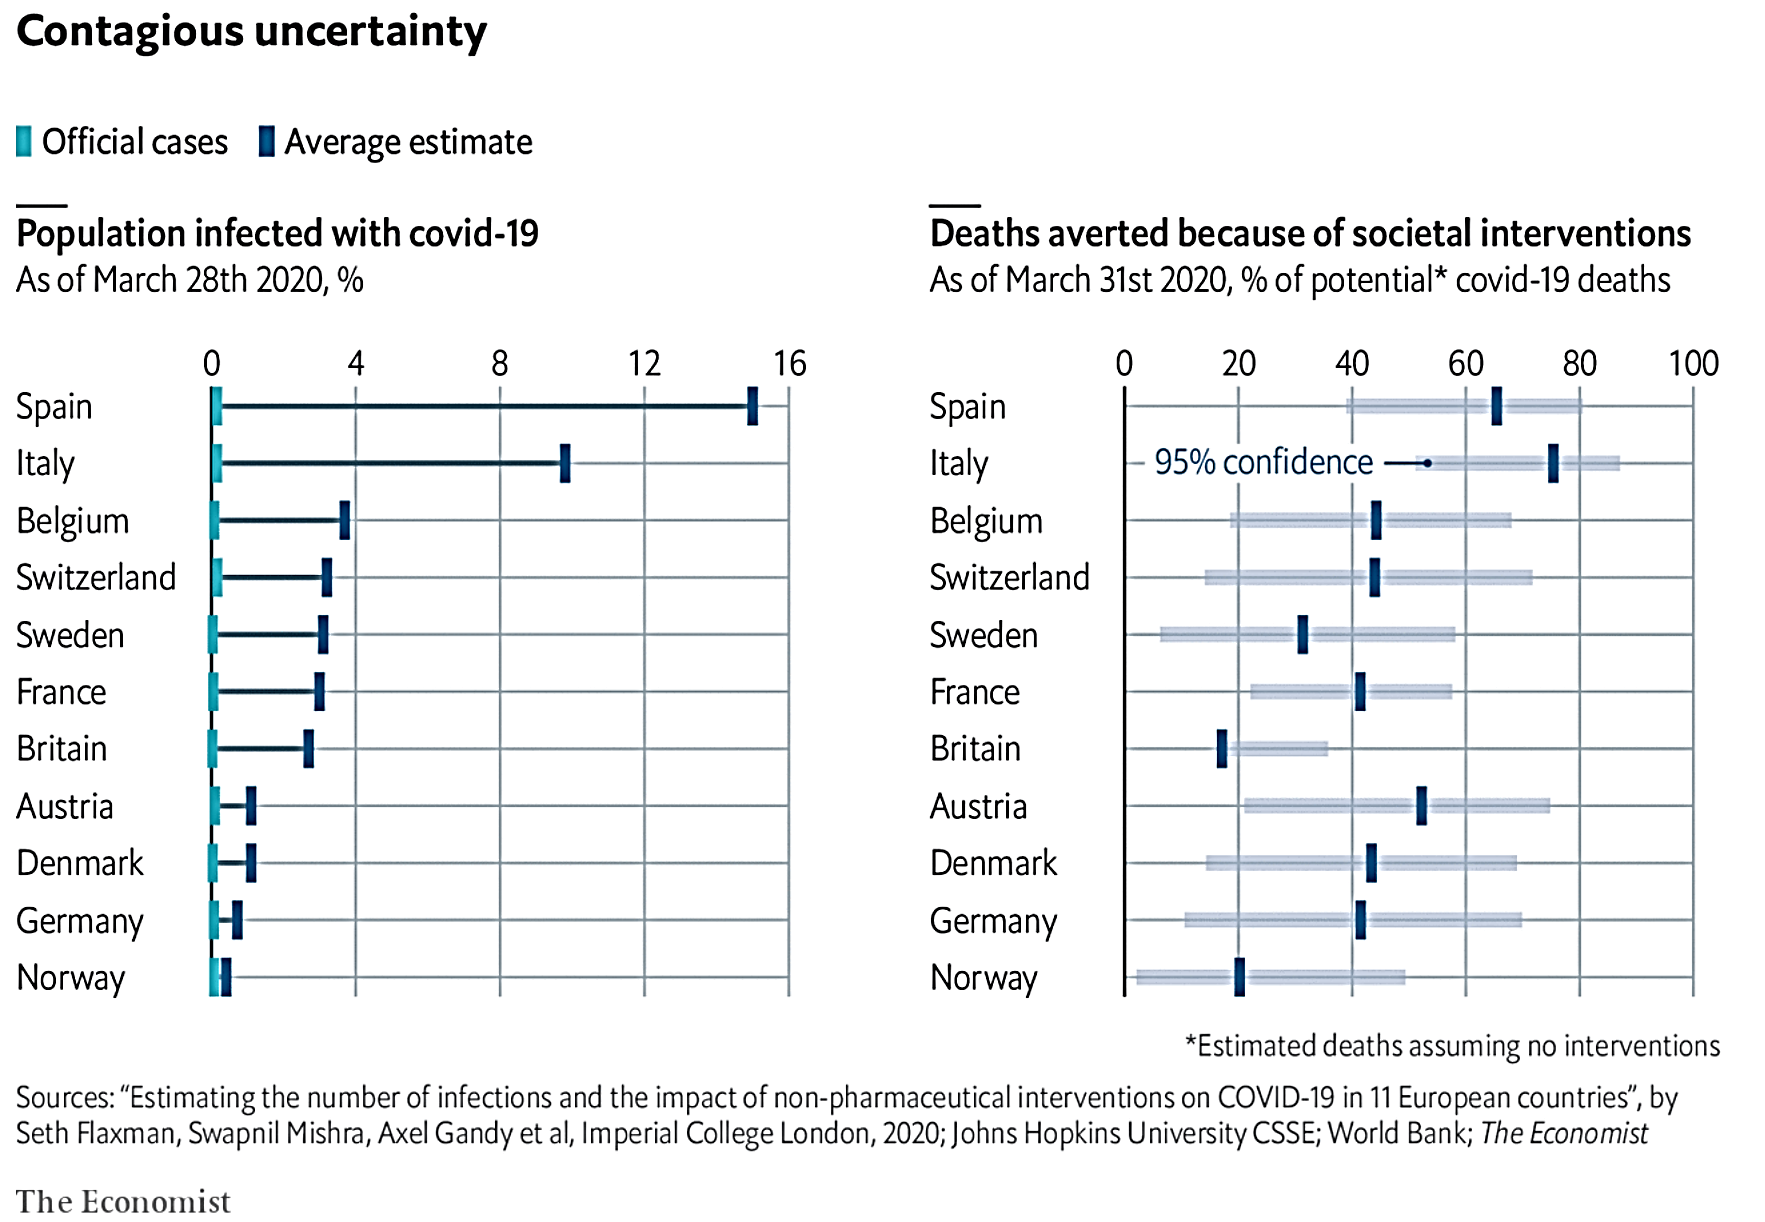 Contagious uncertainty
Official cases Average estimate
Population infected with covid-19
As of March 28th 2020, %
0 4 8 12 16
Spain
Italy
Belgium
Switzerland
Sweden
France
Britain
Austria
Denmark
Germany
Norway
Deaths averted because of societal interventions
As of March 31st 2020, % of potential* covid-19 deaths
0 20 40 60 80 100
Spain
Italy
95% confidence
Belgium
Switzerland
Sweden
France
Britain
Austria
Denmark
Germany
Norway
*Estimated deaths assuming no interventions
Sources: “Estimating the number of infections and the impact of non-pharmaceutical interventions on COVID-19 in 11 European countries”, by
Seth Flaxman, Swapnil Mishra, Axel Gandy et al, Imperial College London, 2020; Johns Hopkins University CSSE; World Bank; The Economist
The Economist